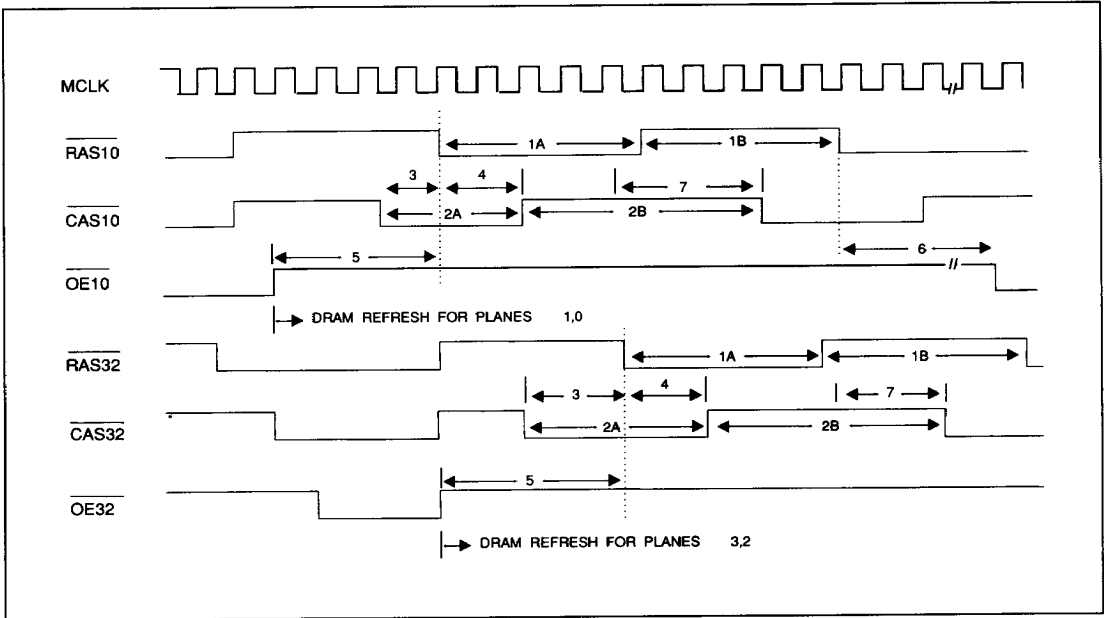 MCLK
RAS10
1A 1B
3 4 7
CAS10
2A 2B
5 6
OE10
DRAM REFRESH FOR PLANES 1,0
RAS32
1A 1B
3 4 7
CAS32
2A 2B
5
OE32
DRAM REFRESH FOR PLANES 3,2